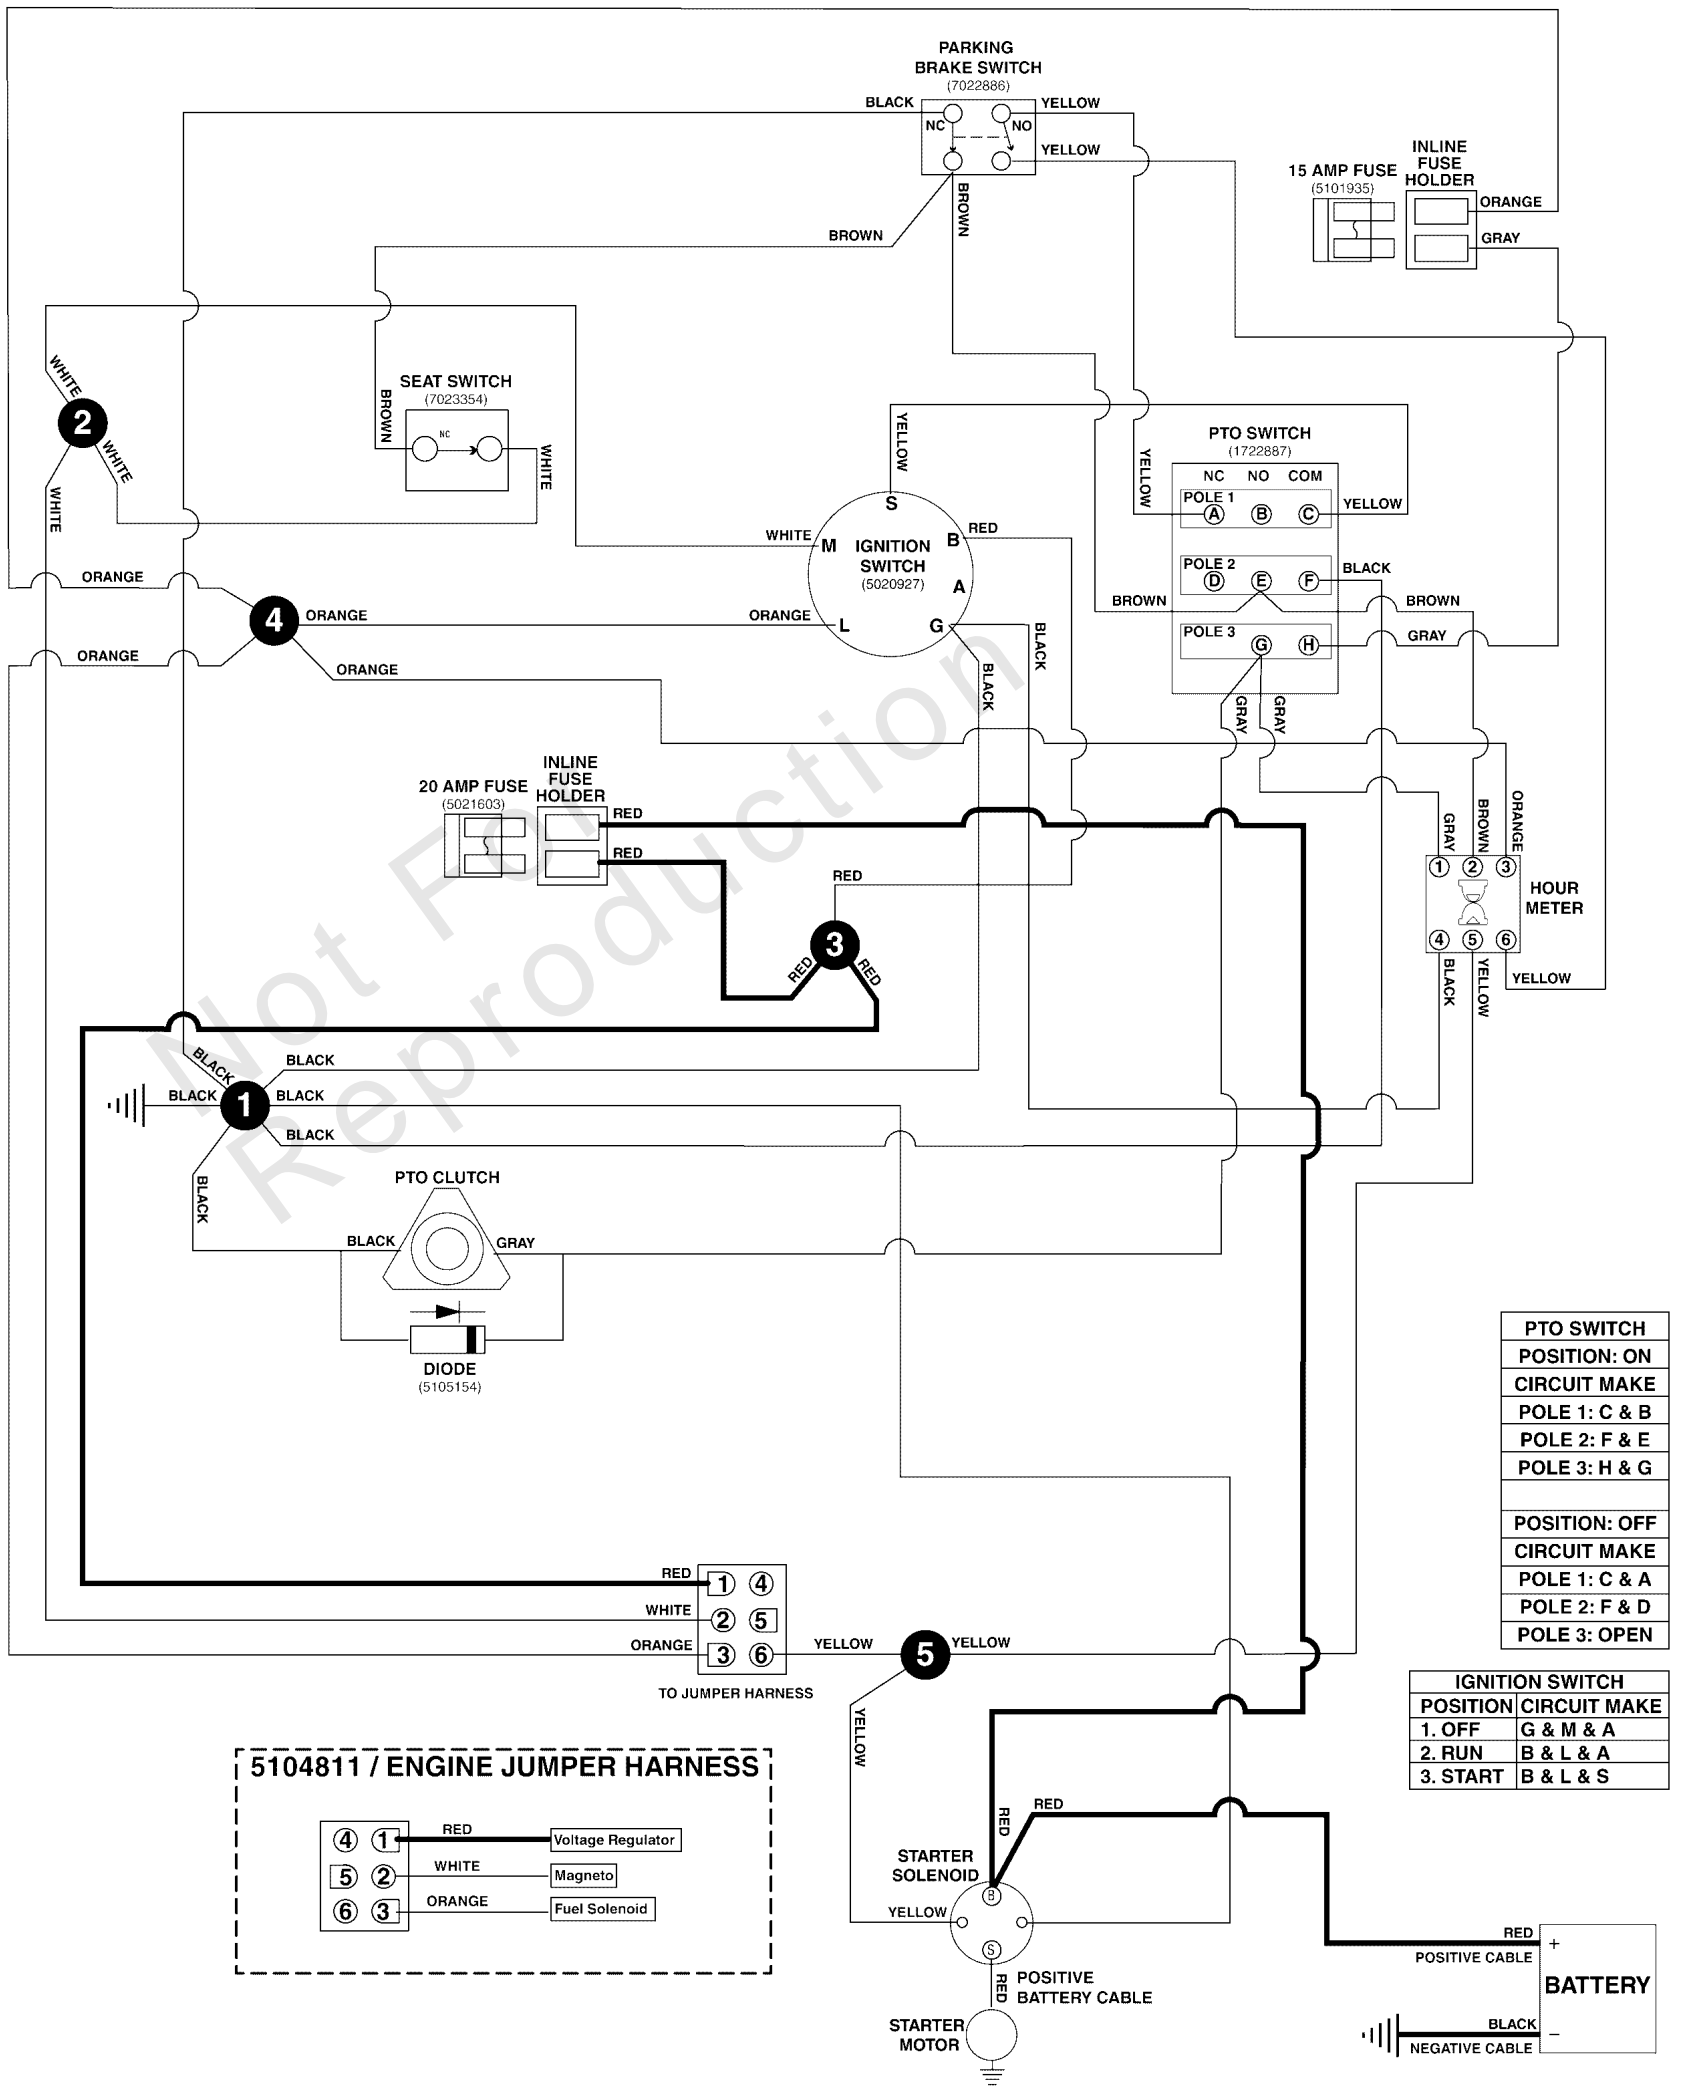 PARKING
BRAKE SWITCH
(7022886)
BLACK
YELLOW
NC
NO
YELLOW
BROWN
BROWN
15 AMP FUSE
(5101935)
INLINE
FUSE
HOLDER
ORANGE
GRAY
WHITE
2
WHITE
WHITE
SEAT SWITCH
(7023354)
BROWN
NC
WHITE
YELLOW
YELLOW
PTO SWITCH
(1722887)
NC NO COM
POLE 1
A B C
YELLOW
POLE 2
D E F
BLACK
BROWN
BROWN
POLE 3
G H
GRAY
GRAY
GRAY
S
WHITE
M
IGNITION
SWITCH
(5020927)
B
RED
A
L
G
BLACK
BLACK
ORANGE
4
ORANGE
ORANGE
ORANGE
ORANGE
20 AMP FUSE
(5021603)
INLINE
FUSE
HOLDER
RED
RED
RED
3
RED
RED
GRAY
BROWN
ORANGE
1 2 3
HOUR
METER
4 5 6
BLACK
YELLOW
YELLOW
Not For
Reproduction
BLACK
BLACK
BLACK
1
BLACK
BLACK
BLACK
PTO CLUTCH
BLACK
GRAY
DIODE
(5105154)
PTO SWITCH
POSITION: ON
CIRCUIT MAKE
POLE 1: C & B
POLE 2: F & E
POLE 3: H & G
POSITION: OFF
CIRCUIT MAKE
POLE 1: C & A
POLE 2: F & D
POLE 3: OPEN
IGNITION SWITCH
POSITION CIRCUIT MAKE
1. OFF G & M & A
2. RUN B & L & A
3. START B & L & S
RED
1 4
WHITE
2 5
ORANGE
3 6
YELLOW
5
YELLOW
TO JUMPER HARNESS
YELLOW
5104811 / ENGINE JUMPER HARNESS
4 1
RED
Voltage Regulator
5 2
WHITE
Magneto
6 3
ORANGE
Fuel Solenoid
RED
RED
STARTER
SOLENOID
B
YELLOW
S
RED
POSITIVE
BATTERY CABLE
STARTER
MOTOR
RED
+
POSITIVE CABLE
BATTERY
BLACK
−
NEGATIVE CABLE